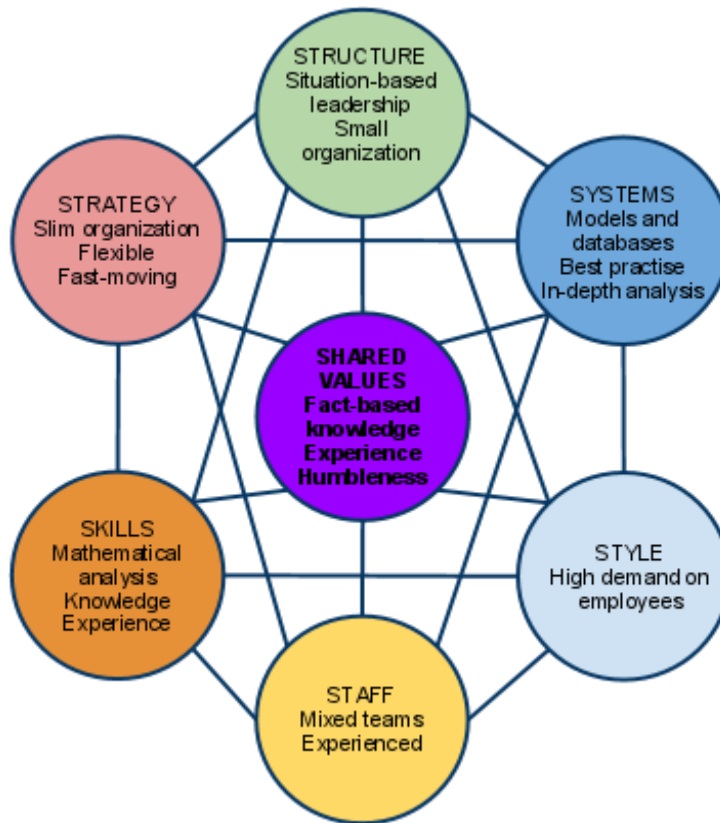 STRUCTURE
Situation-based
leadership
Small
organization
STRATEGY
Slim organization
Flexible
Fast-moving
SYSTEMS
Models and
databases
Best practise
In-depth analysis
SHARED
VALUES
Fact-based
knowledge
Experience
Humbleness
SKILLS
Mathematical
analysis
Knowledge
Experience
STYLE
High demand on
employees
STAFF
Mixed teams
Experienced